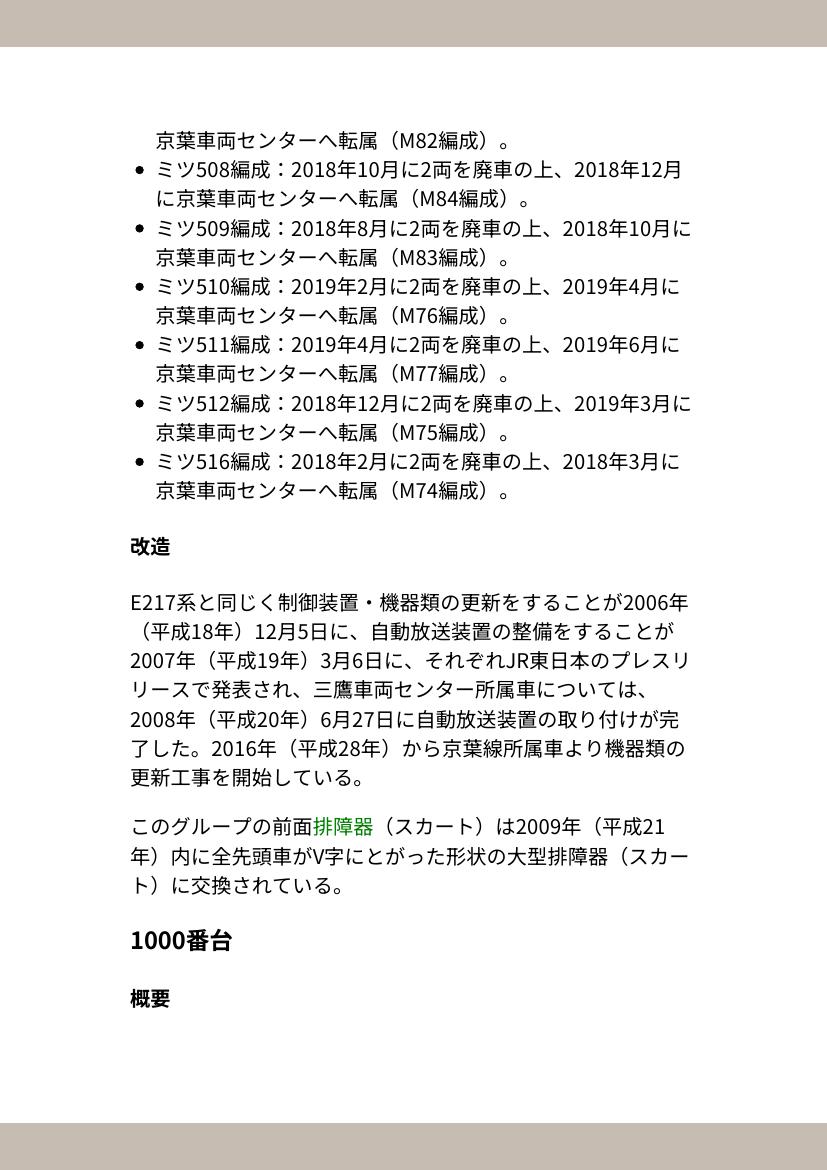 京葉車両センターへ転属（M82編成）。
• ミツ508編成：2018年10月に2両を廃車の上、2018年12月
に京葉車両センターへ転属（M84編成）。
• ミツ509編成：2018年8月に2両を廃車の上、2018年10月に
京葉車両センターへ転属（M83編成）。
• ミツ510編成：2019年2月に2両を廃車の上、2019年4月に
京葉車両センターへ転属（M76編成）。
• ミツ511編成：2019年4月に2両を廃車の上、2019年6月に
京葉車両センターへ転属（M77編成）。
• ミツ512編成：2018年12月に2両を廃車の上、2019年3月に
京葉車両センターへ転属（M75編成）。
• ミツ516編成：2018年2月に2両を廃車の上、2018年3月に
京葉車両センターへ転属（M74編成）。
改造
E217系と同じく制御装置・機器類の更新をすることが2006年
（平成18年）12月5日に、自動放送装置の整備をすることが
2007年（平成19年）3月6日に、それぞれJR東日本のプレスリ
リースで発表され、三鷹車両センター所属車については、
2008年（平成20年）6月27日に自動放送装置の取り付けが完
了した。2016年（平成28年）から京葉線所属車より機器類の
更新工事を開始している。
このグループの前面排障器（スカート）は2009年（平成21
年）内に全先頭車がV字にとがった形状の大型排障器（スカー
ト）に交換されている。
1000番台
概要